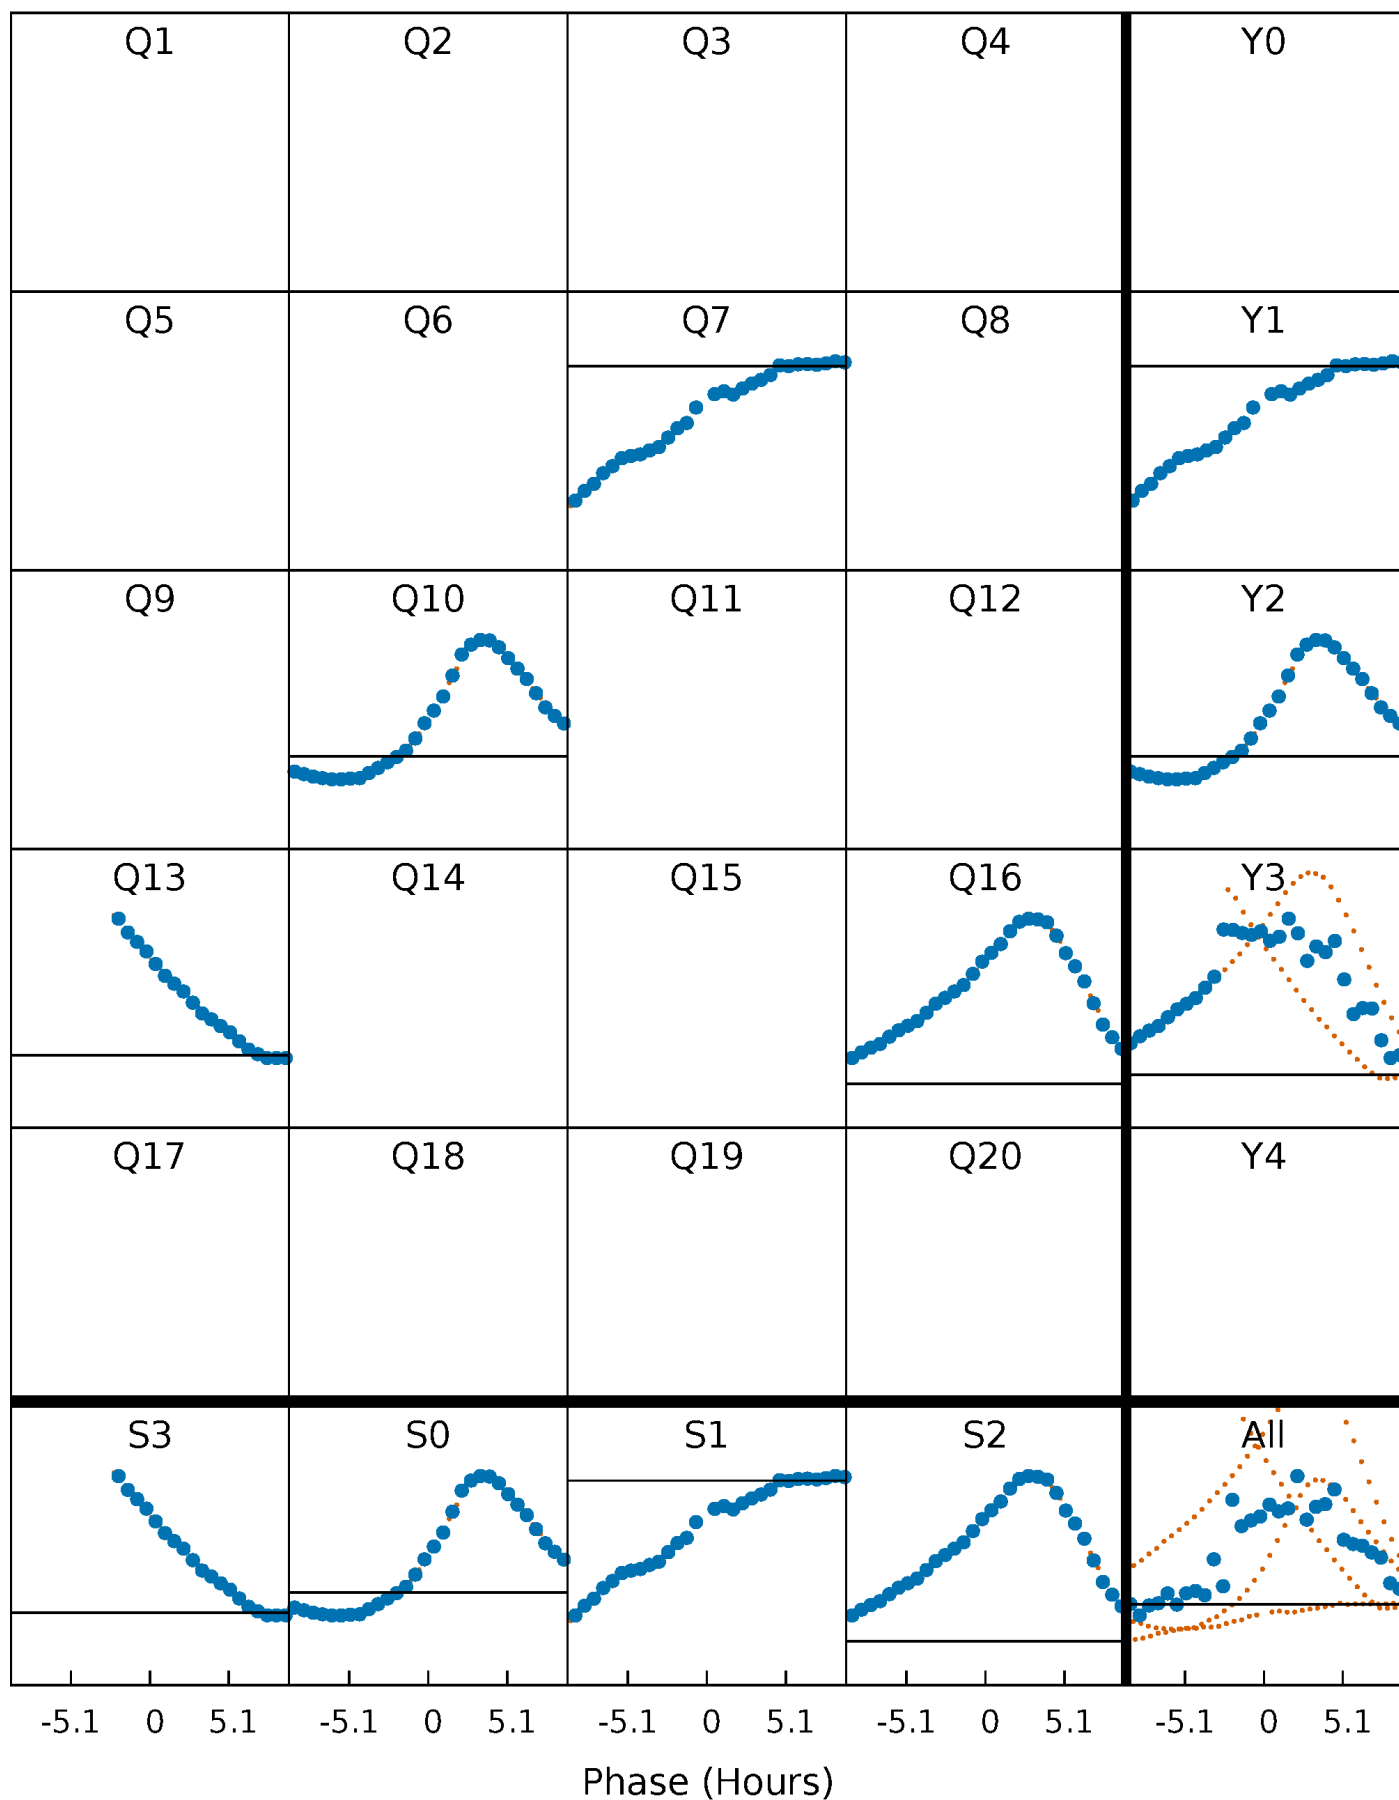 Q1 Q2 Q3 Q4 Y0
Q5 Q6 Q7 Q8 Y1
Q9 Q10 Q11 Q12 Y2
Q13 Q14 Q15 Q16 Y3
Q17 Q18 Q19 Q20 Y4
S3 S0 S1 S2 All
-5.1 0 5.1 -5.1 0 5.1 -5.1 0 5.1 -5.1 0 5.1 -5.1 0 5.1
Phase (Hours)